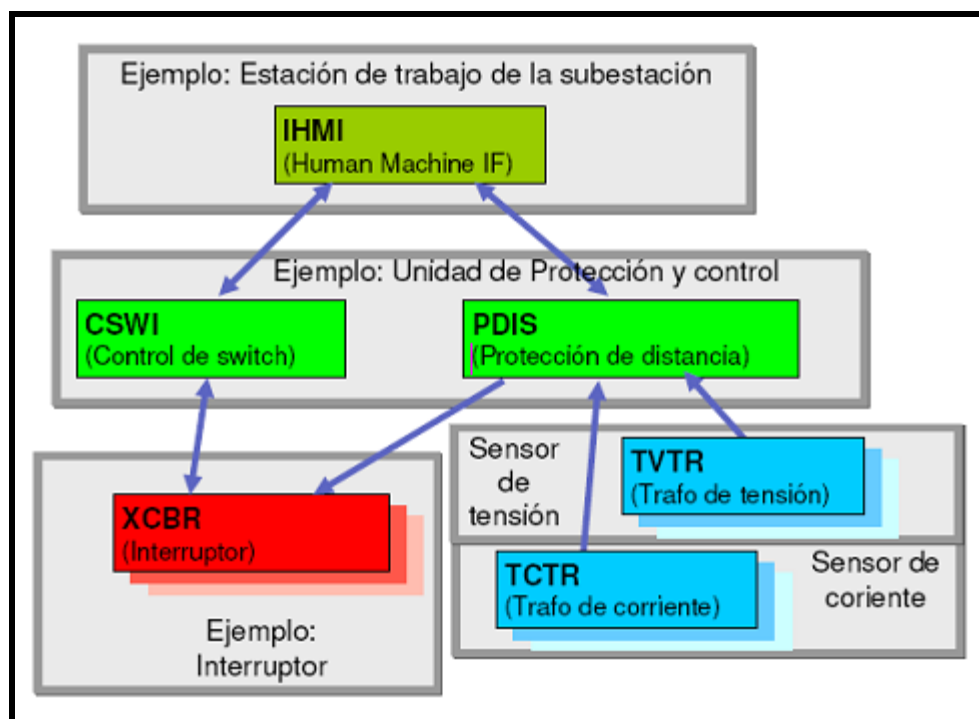 Ejemplo: Estación de trabajo de la subestación
IHMI
(Human Machine IF)
Ejemplo: Unidad de Protección y control
CSWI
(Control de switch)
PDIS
(Protección de distancia)
Sensor
de
tensión
TVTR
(Trafo de tensión)
XCBR
(Interruptor)
Ejemplo:
Interruptor
TCTR
(Trafo de corriente)
Sensor de
coriente